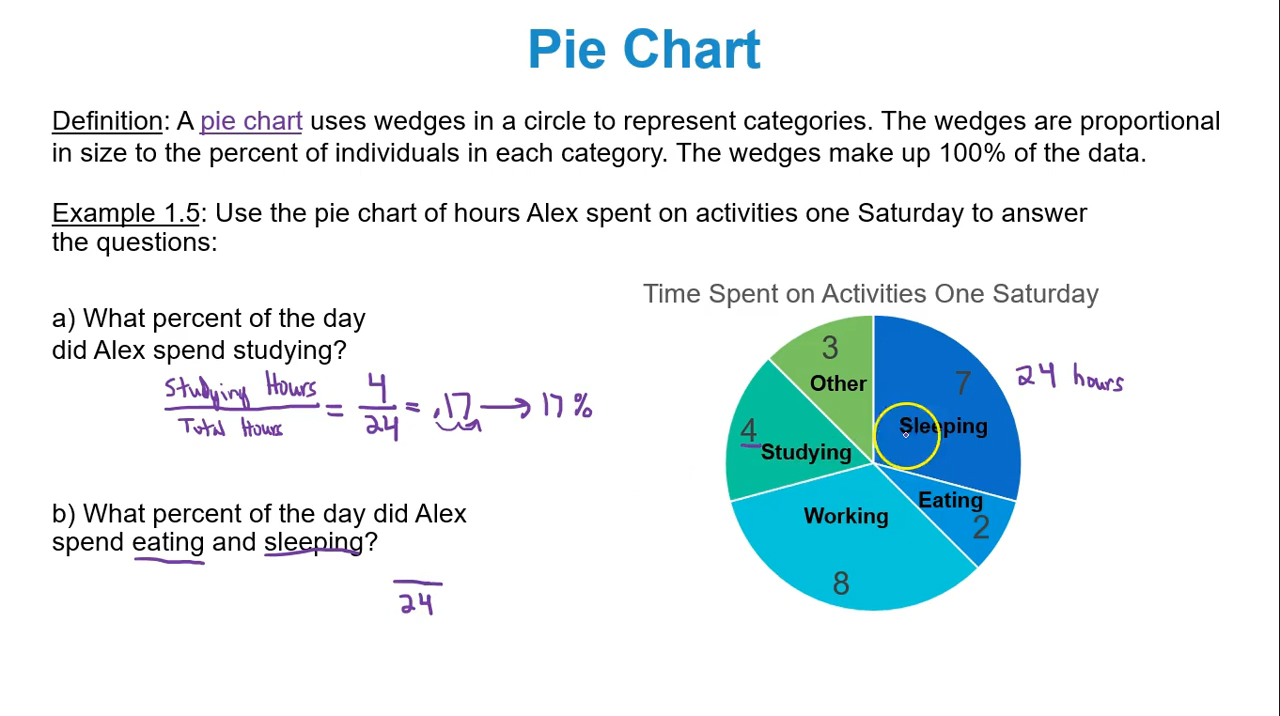 Pie Chart
Definition: A pie chart uses wedges in a circle to represent categories. The wedges are proportional
in size to the percent of individuals in each category. The wedges make up 100% of the data.
Example 1.5: Use the pie chart of hours Alex spent on activities one Saturday to answer
the questions:
a) What percent of the day
did Alex spend studying?
Studying Hours
Total Hours
=
4
24
= .17 → 17%
b) What percent of the day did Alex
spend eating and sleeping?
24
Time Spent on Activities One Saturday
3
Other
7
Sleeping
24 hours
4
Studying
Eating
2
Working
8